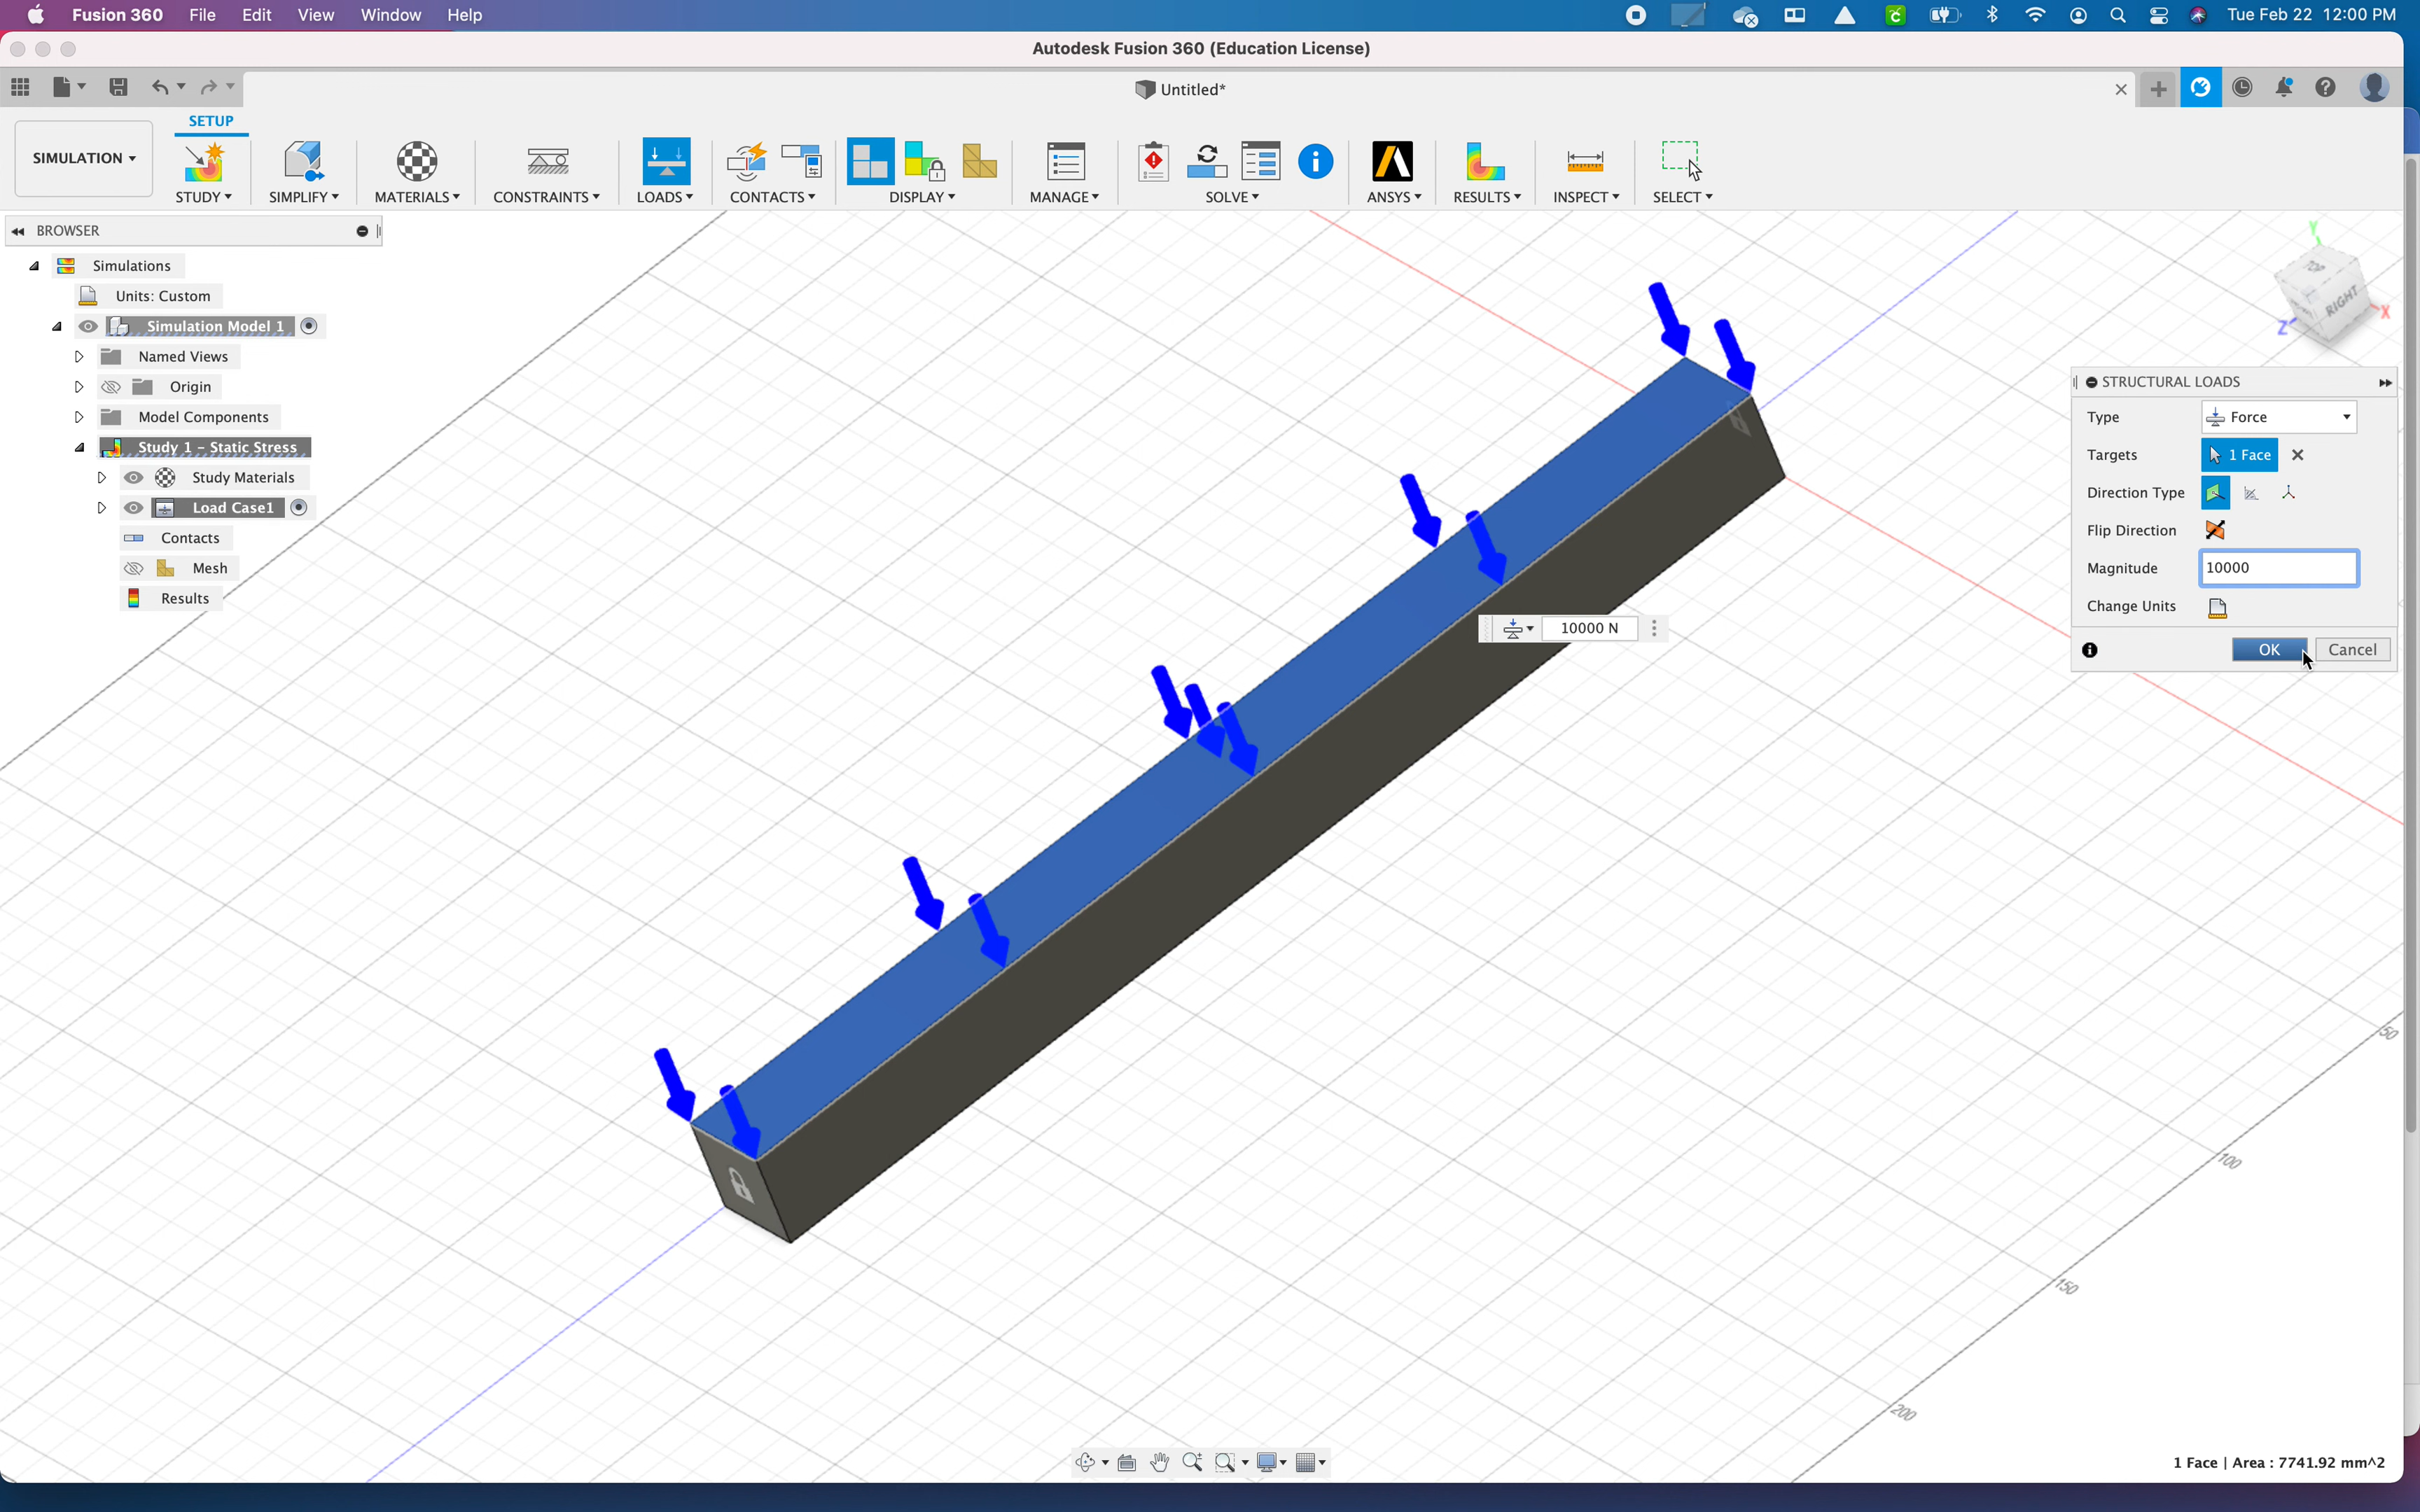 Fusion 360 File Edit View Window Help Tue Feb 22 12:00 PM
Autodesk Fusion 360 (Education License)
Untitled*
SETUP
SIMULATION
STUDY SIMPLIFY MATERIALS CONSTRAINTS LOADS CONTACTS DISPLAY MANAGE SOLVE ANSYS RESULTS INSPECT SELECT
BROWSER
Simulations
Units: Custom
Simulation Model 1
Named Views
Origin
Model Components
Study 1 - Static Stress
Study Materials
Load Case1
Contacts
Mesh
Results
Y
RIGHT
X
Z
STRUCTURAL LOADS
Type Force
Targets 1 Face
Direction Type
Flip Direction
Magnitude 10000
Change Units
OK Cancel
10000 N
50
100
150
200
1 Face | Area : 7741.92 mm^2